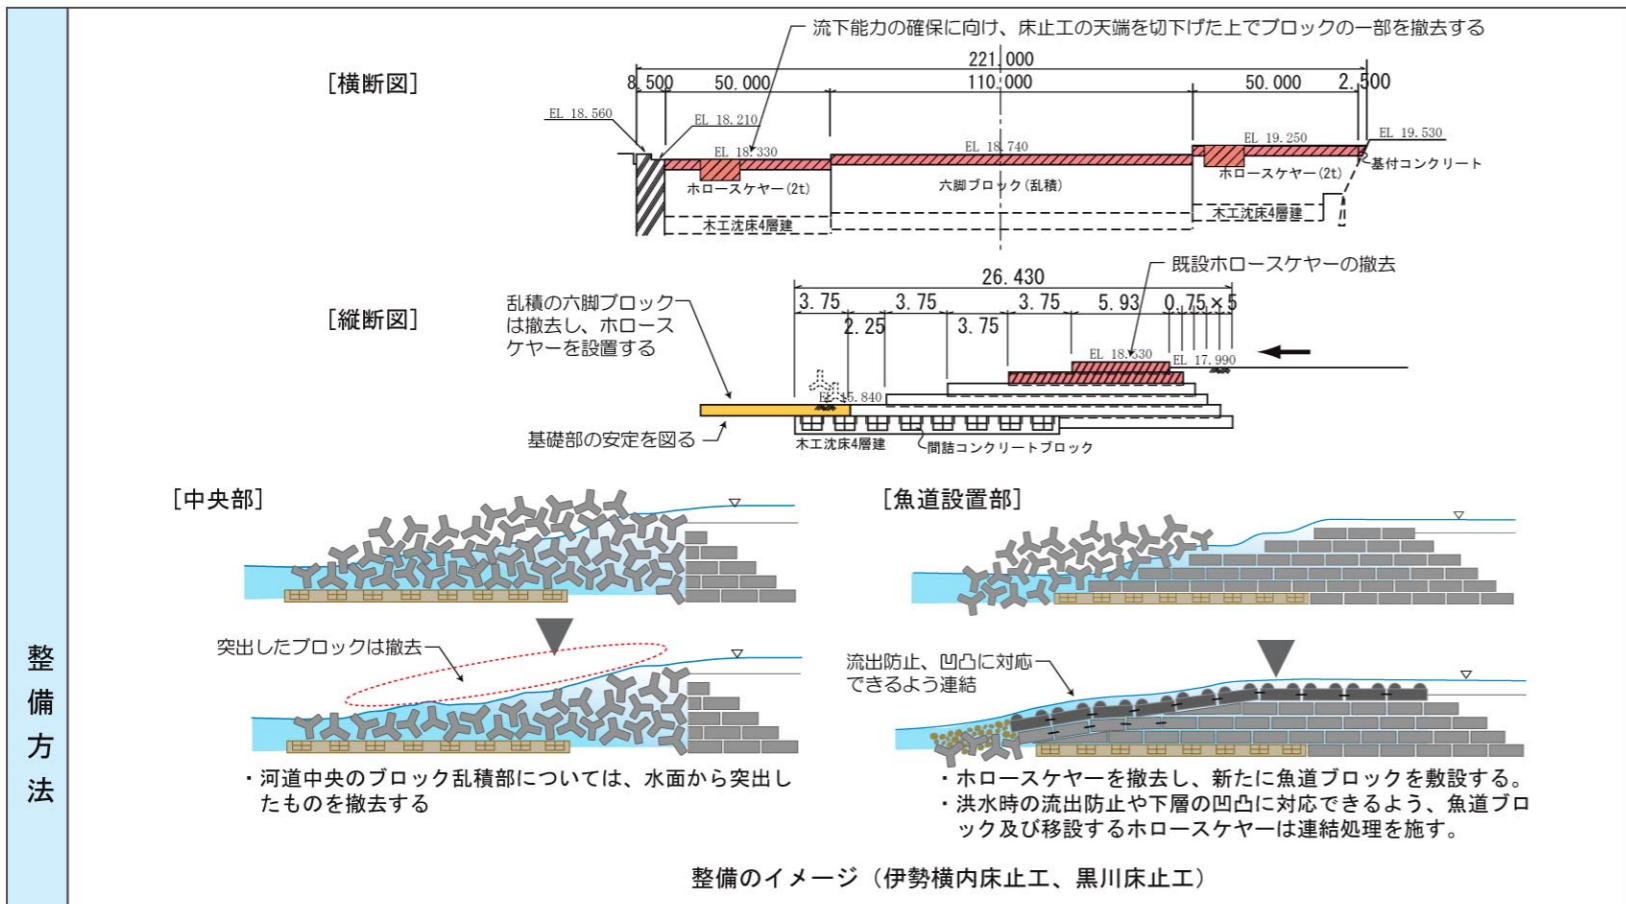 整備方法
流下能力の確保に向け、床止工の天端を切下げた上でブロックの一部を撤去する
[横断図]
221.000
8.500 50.000 110.000 50.000 2.500
EL 18.560
EL 18.210
EL 18.330
EL 18.740
EL 19.250
EL 19.530
基付コンクリート
ホロースケヤー(2t)
六脚ブロック(乱積)
ホロースケヤー(2t)
木工沈床4層建
木工沈床4層建
[縦断図]
既設ホロースケヤーの撤去
26.430
3.75 3.75 3.75 5.93 0.75×5
2.25 3.75
乱積の六脚ブロック
は撤去し、ホロース
ケヤーを設置する
EL 18.530
EL 17.990
EL 15.840
基礎部の安定を図る
木工沈床4層建
間詰コンクリートブロック
[中央部]
突出したブロックは撤去
・河道中央のブロック乱積部については、水面から突出し
たものを撤去する
[魚道設置部]
流出防止、凹凸に対応
できるよう連結
・ホロースケヤーを撤去し、新たに魚道ブロックを敷設する。
・洪水時の流出防止や下層の凹凸に対応できるよう、魚道ブロ
ック及び移設するホロースケヤーは連結処理を施す。
整備のイメージ（伊勢横内床止工、黒川床止工）